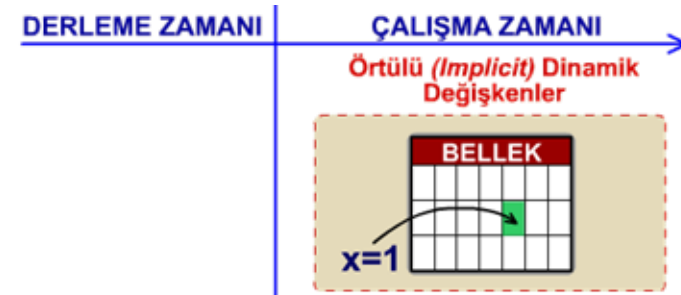 DERLEME ZAMANI
ÇALIŞMA ZAMANI
Örtülü (Implicit) Dinamik
Değişkenler
BELLEK
x=1